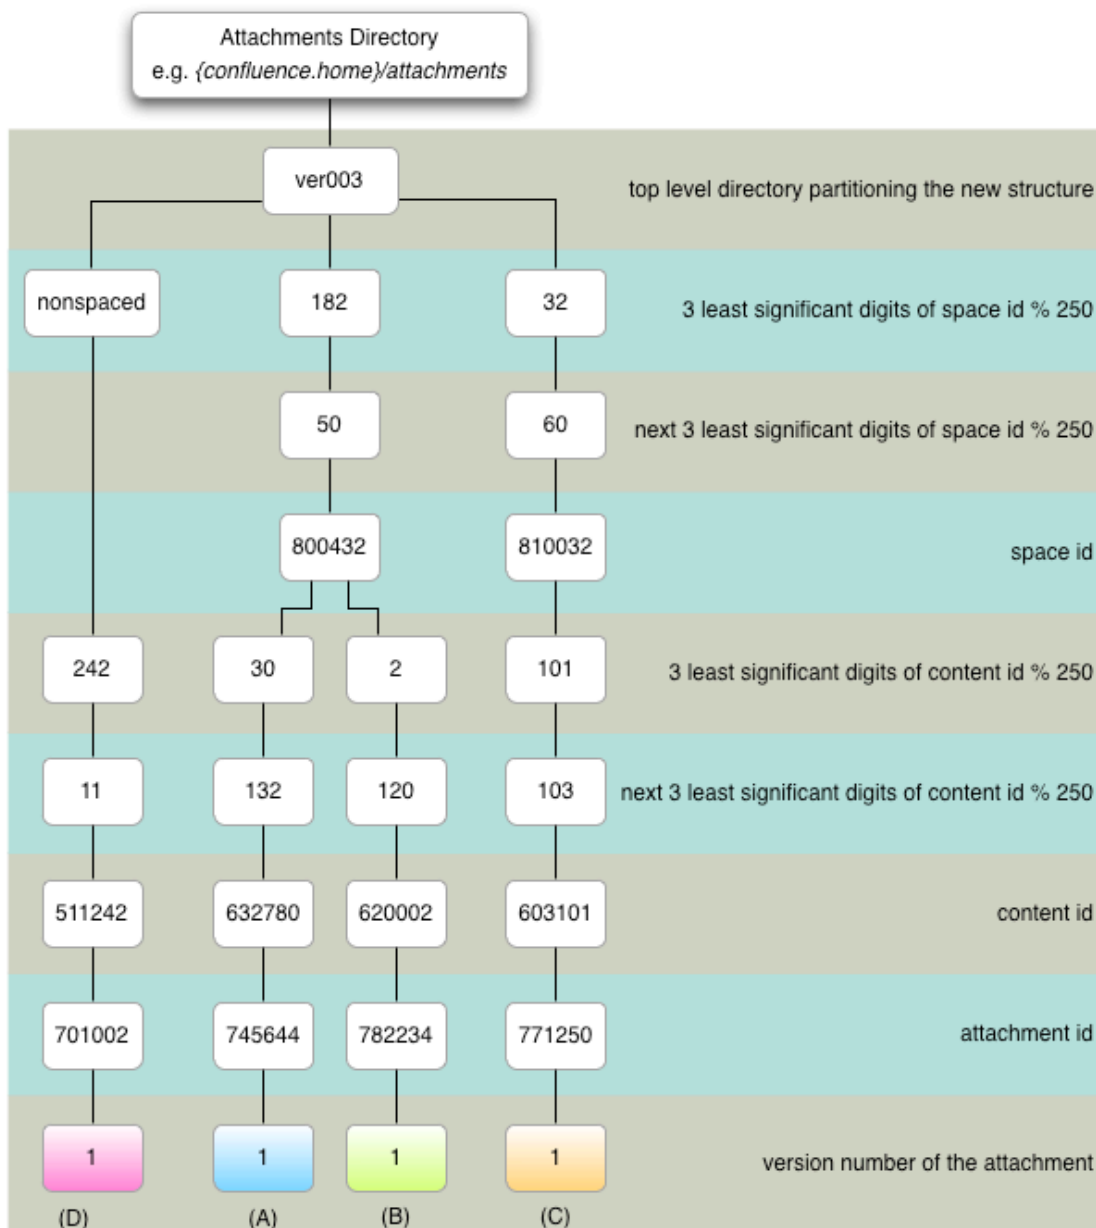 Attachments Directory
e.g. {confluence.home}/attachments
ver003
top level directory partitioning the new structure
nonspaced 182 32 3 least significant digits of space id % 250
50 60 next 3 least significant digits of space id % 250
800432 810032 space id
242 30 2 101 3 least significant digits of content id % 250
11 132 120 103 next 3 least significant digits of content id % 250
511242 632780 620002 603101 content id
701002 745644 782234 771250 attachment id
1 1 1 1 version number of the attachment
(D) (A) (B) (C)